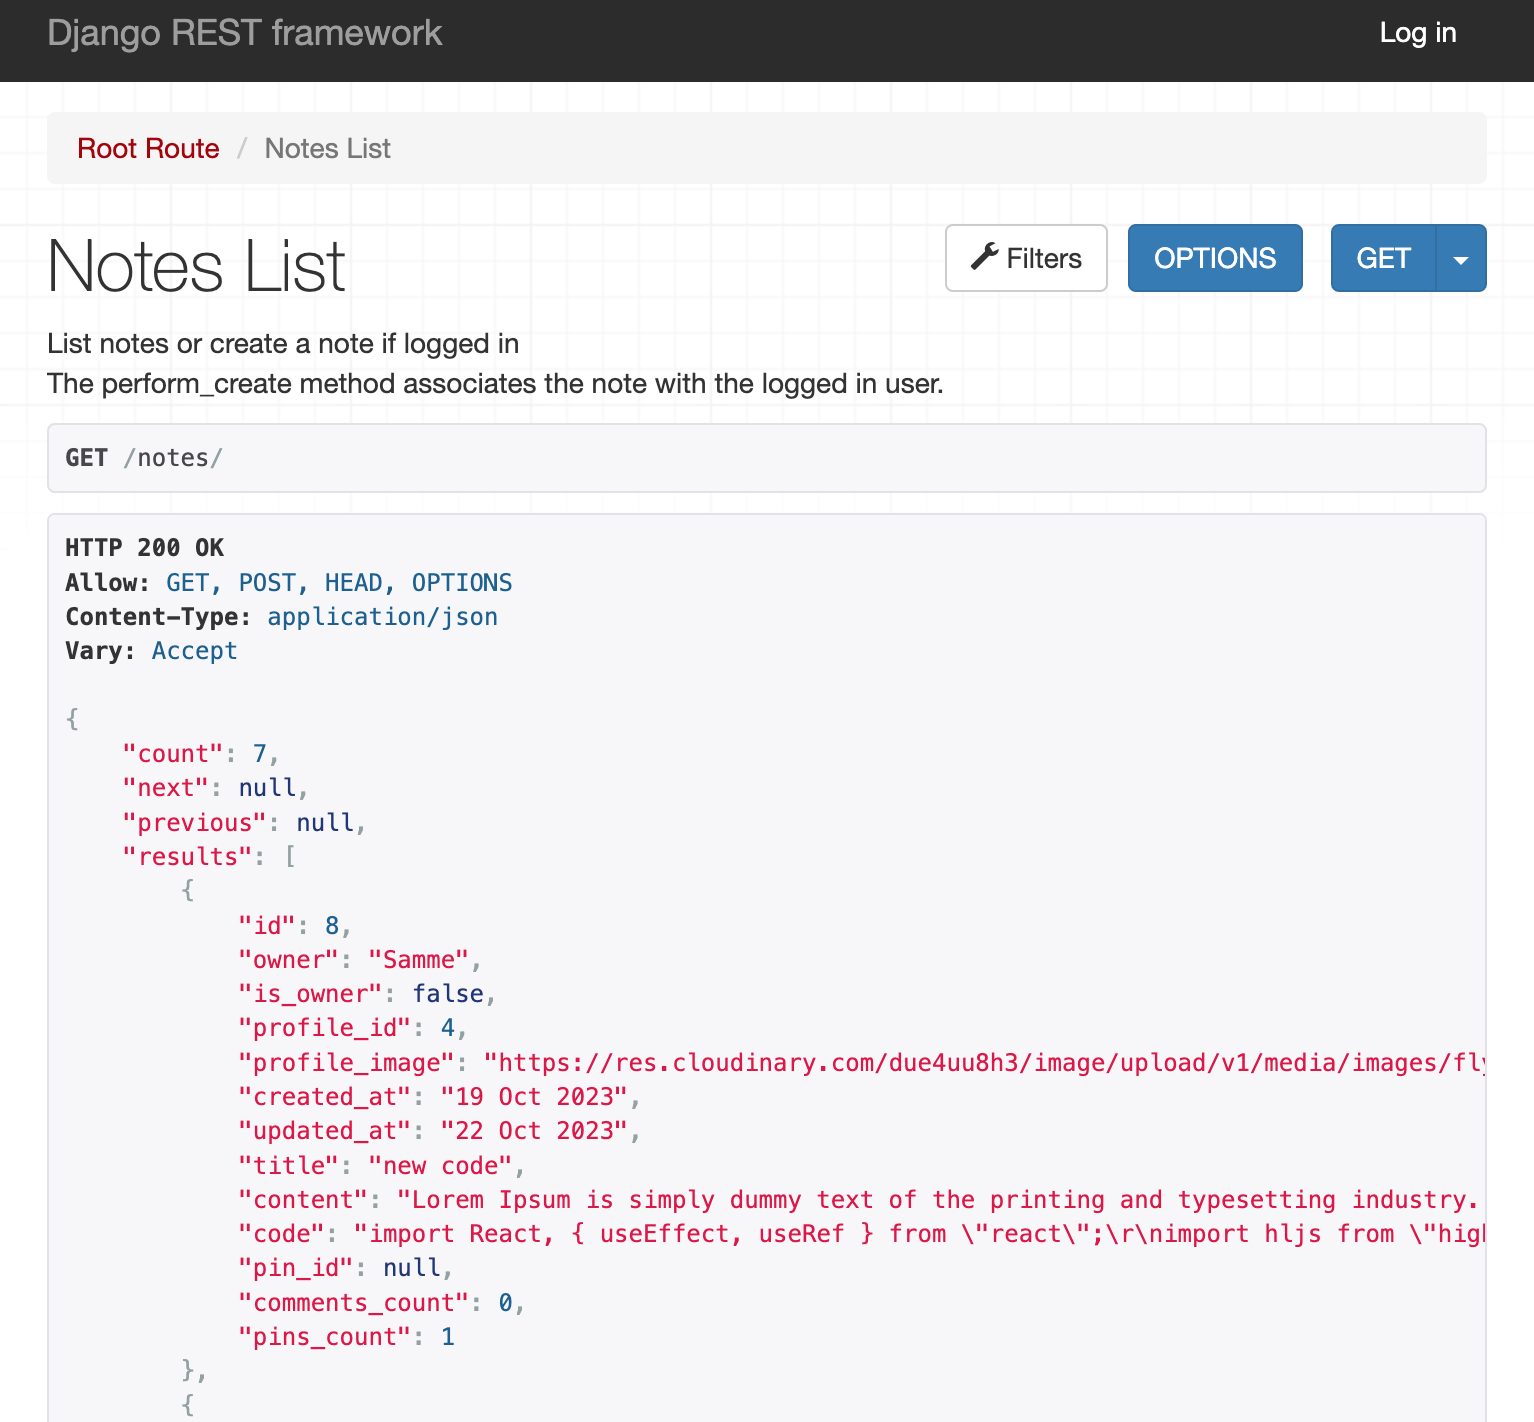 Django REST framework
Log in
Root Route / Notes List
Notes List
Filters
OPTIONS
GET
List notes or create a note if logged in
The perform_create method associates the note with the logged in user.
GET /notes/
HTTP 200 OK
Allow: GET, POST, HEAD, OPTIONS
Content-Type: application/json
Vary: Accept
{
    "count": 7,
    "next": null,
    "previous": null,
    "results": [
        {
            "id": 8,
            "owner": "Samme",
            "is_owner": false,
            "profile_id": 4,
            "profile_image": "https://res.cloudinary.com/due4uu8h3/image/upload/v1/media/images/fly
            "created_at": "19 Oct 2023",
            "updated_at": "22 Oct 2023",
            "title": "new code",
            "content": "Lorem Ipsum is simply dummy text of the printing and typesetting industry.
            "code": "import React, { useEffect, useRef } from \"react\";\r\nimport hljs from \"high
            "pin_id": null,
            "comments_count": 0,
            "pins_count": 1
        },
        {